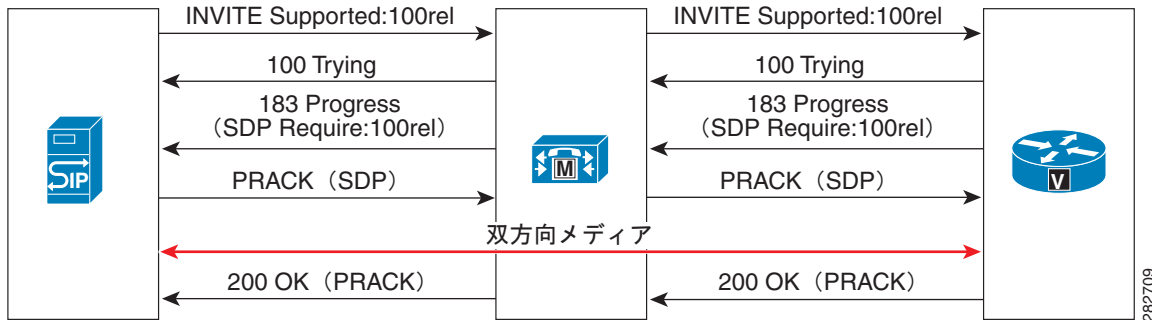 INVITE Supported:100rel
INVITE Supported:100rel
100 Trying
100 Trying
183 Progress
（SDP Require:100rel）
183 Progress
（SDP Require:100rel）
SIP
M
V
PRACK（SDP）
PRACK（SDP）
双方向メディア
200 OK（PRACK）
200 OK（PRACK）
282709